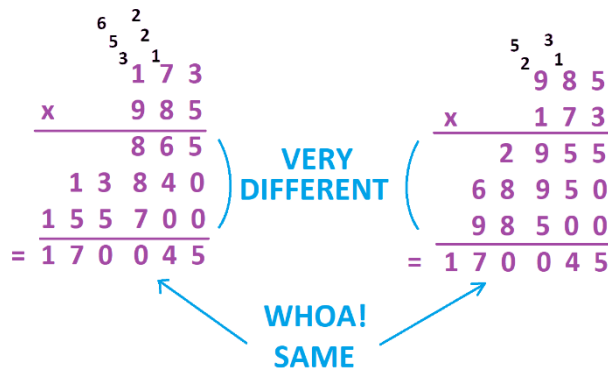 6 2
5 2
3 1
1 7 3
x 9 8 5
8 6 5
1 3 8 4 0
1 5 5 7 0 0
= 1 7 0 0 4 5
VERY
DIFFERENT
5 3
2 1
9 8 5
x 1 7 3
2 9 5 5
6 8 9 5 0
9 8 5 0 0
= 1 7 0 0 4 5
WHOA!
SAME